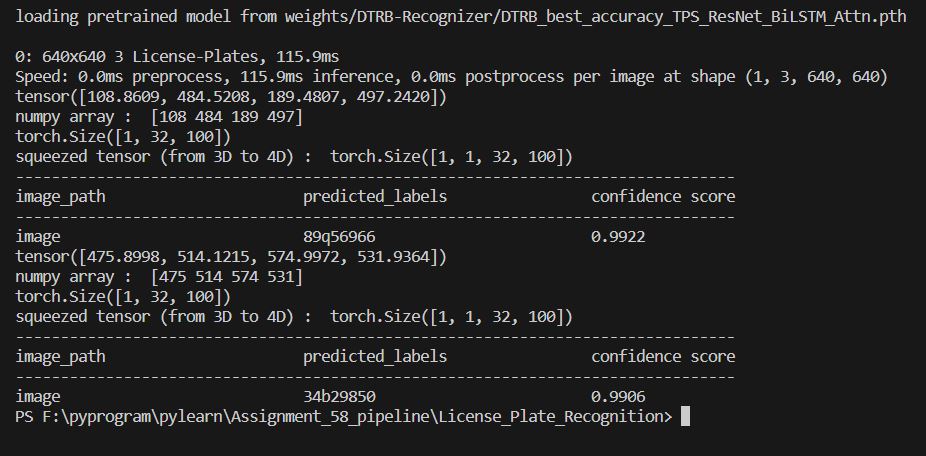 loading pretrained model from weights/DTRB-Recognizer/DTRB_best_accuracy_TPS_ResNet_BiLSTM_Attn.pth
0: 640x640 3 License-Plates, 115.9ms
Speed: 0.0ms preprocess, 115.9ms inference, 0.0ms postprocess per image at shape (1, 3, 640, 640)
tensor([108.8609, 484.5208, 189.4807, 497.2420])
numpy array :  [108 484 189 497]
torch.Size([1, 32, 100])
squeezed tensor (from 3D to 4D) :  torch.Size([1, 1, 32, 100])
--------------------------------------------------------------------------------
image_path                      predicted_labels                confidence score
--------------------------------------------------------------------------------
image                           89q56966                        0.9922
tensor([475.8998, 514.1215, 574.9972, 531.9364])
numpy array :  [475 514 574 531]
torch.Size([1, 32, 100])
squeezed tensor (from 3D to 4D) :  torch.Size([1, 1, 32, 100])
--------------------------------------------------------------------------------
image_path                      predicted_labels                confidence score
--------------------------------------------------------------------------------
image                           34b29850                        0.9906
PS F:\pyprogram\pylearn\Assignment_58_pipeline\License_Plate_Recognition>